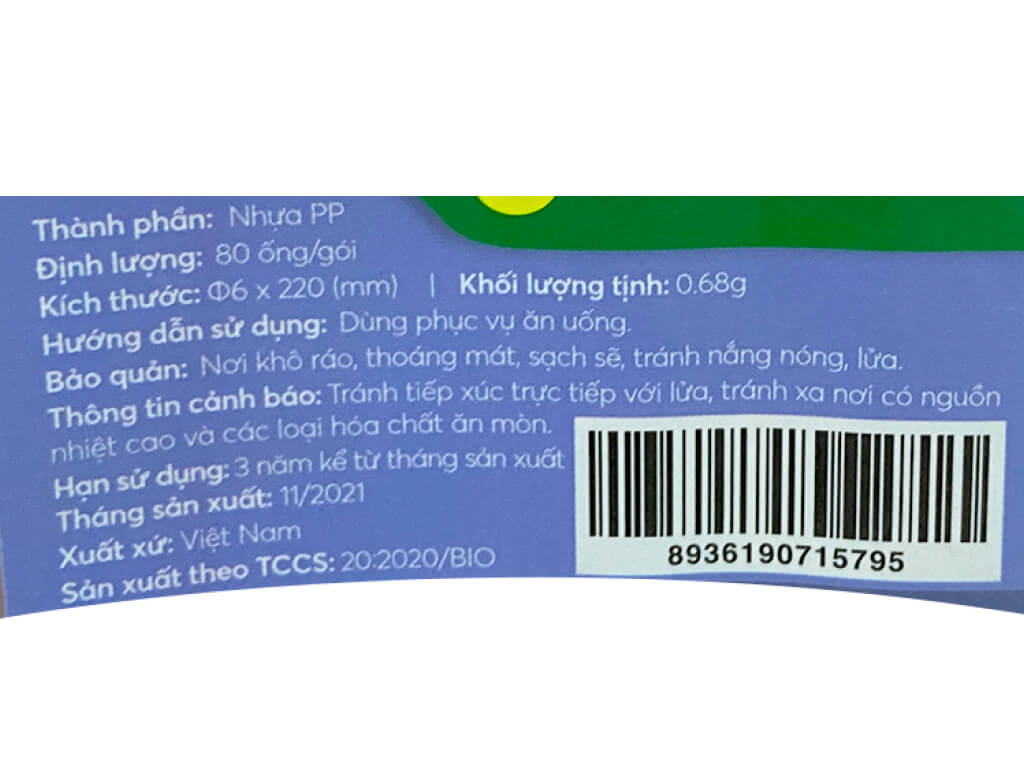 Thành phần: Nhựa PP
Định lượng: 80 ống/gói
Kích thước: Φ6 x 220 (mm) | Khối lượng tịnh: 0.68g
Hướng dẫn sử dụng: Dùng phục vụ ăn uống.
Bảo quản: Nơi khô ráo, thoáng mát, sạch sẽ, tránh nắng nóng, lửa.
Thông tin cảnh báo: Tránh tiếp xúc trực tiếp với lửa, tránh xa nơi có nguồn
nhiệt cao và các loại hóa chất ăn mòn.
Hạn sử dụng: 3 năm kể từ tháng sản xuất
Tháng sản xuất: 11/2021
Xuất xứ: Việt Nam
Sản xuất theo TCCS: 20:2020/BIO
8936190715795